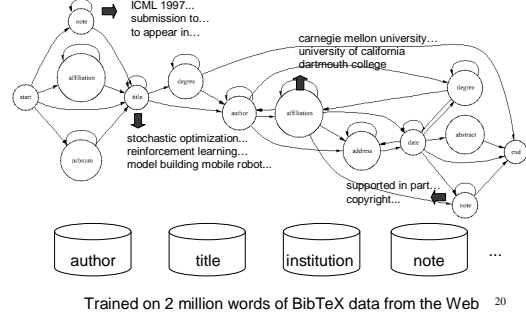 ICML 1997...
submission to...
to appear in...
note
carnegie mellon university...
university of california
dartmouth college
affiliation
degree
degree
start
title
author
affiliation
abstract
address
date
end
pubnum
stochastic optimization...
reinforcement learning...
model building mobile robot...
supported in part...
copyright...
note
author
title
institution
note
...
Trained on 2 million words of BibTeX data from the Web
20